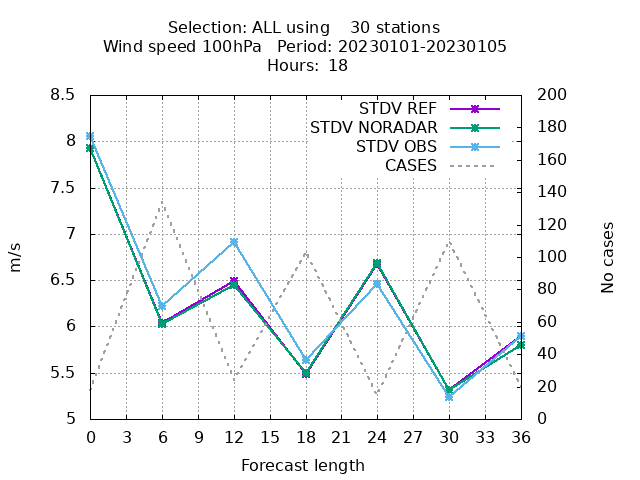 Selection: ALL using    30 stations
Wind speed 100hPa   Period: 20230101-20230105
Hours: 18
STDV REF
STDV NORADAR
STDV OBS
CASES
8.5
8
7.5
7
6.5
6
5.5
5
m/s
200
180
160
140
120
100
80
60
40
20
0
No cases
0 3 6 9 12 15 18 21 24 27 30 33 36
Forecast length